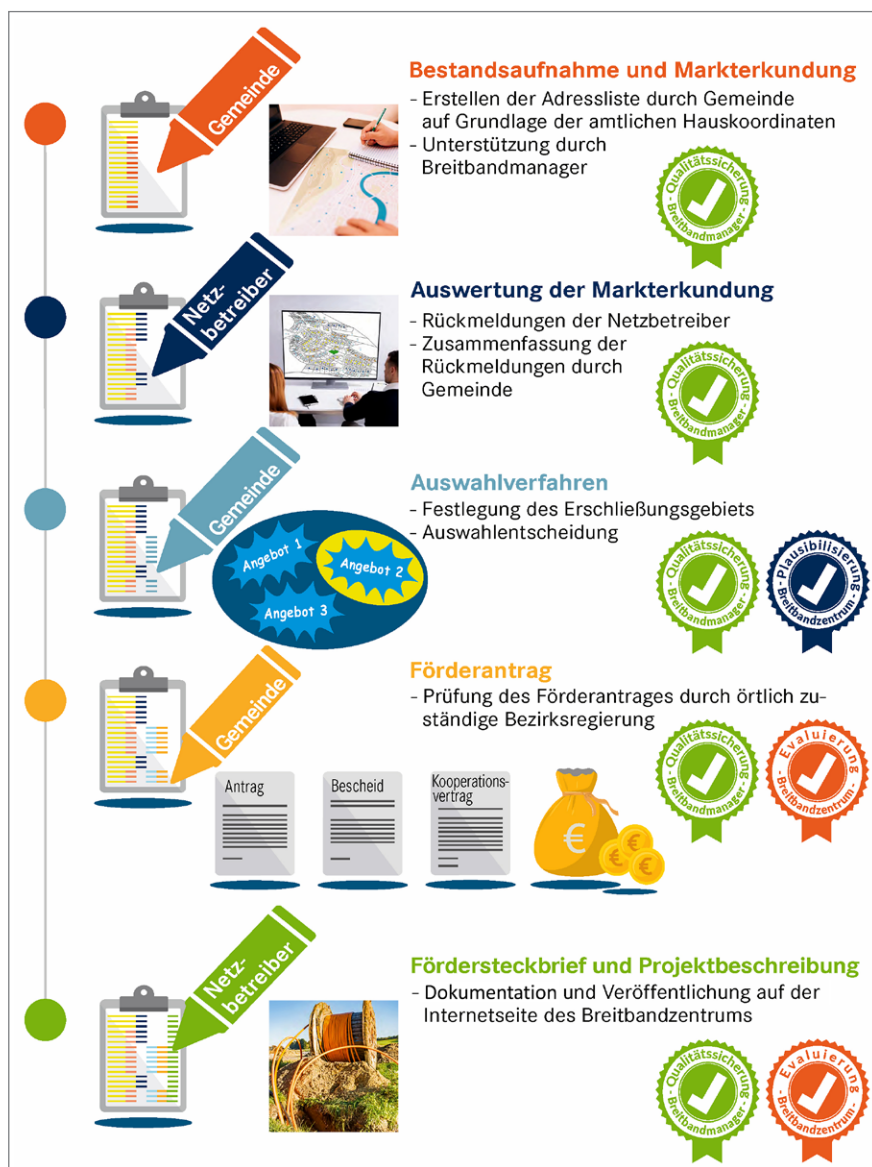 Gemeinde
Bestandsaufnahme und Markterkundung
- Erstellen der Adressliste durch Gemeinde
auf Grundlage der amtlichen Hauskoordinaten
- Unterstützung durch
Breitbandmanager
- Qualitätssicherung -
Breitbandmanager
Netz-
betreiber
Auswertung der Markterkundung
- Rückmeldungen der Netzbetreiber
- Zusammenfassung der
Rückmeldungen durch
Gemeinde
- Qualitätssicherung -
Breitbandmanager
Gemeinde
Auswahlverfahren
- Festlegung des Erschließungsgebiets
- Auswahlentscheidung
Angebot 1
Angebot 2
Angebot 3
- Qualitätssicherung -
Breitbandmanager
- Plausibilisierung -
Breitbandzentrum
Gemeinde
Förderantrag
- Prüfung des Förderantrages durch örtlich zu-
ständige Bezirksregierung
- Qualitätssicherung -
Breitbandmanager
- Evaluierung -
Breitbandzentrum
Antrag
Bescheid
Kooperations-
vertrag
€
€
€
€
Netz-
betreiber
Fördersteckbrief und Projektbeschreibung
- Dokumentation und Veröffentlichung auf der
Internetseite des Breitbandzentrums
- Qualitätssicherung -
Breitbandmanager
- Evaluierung -
Breitbandzentrum